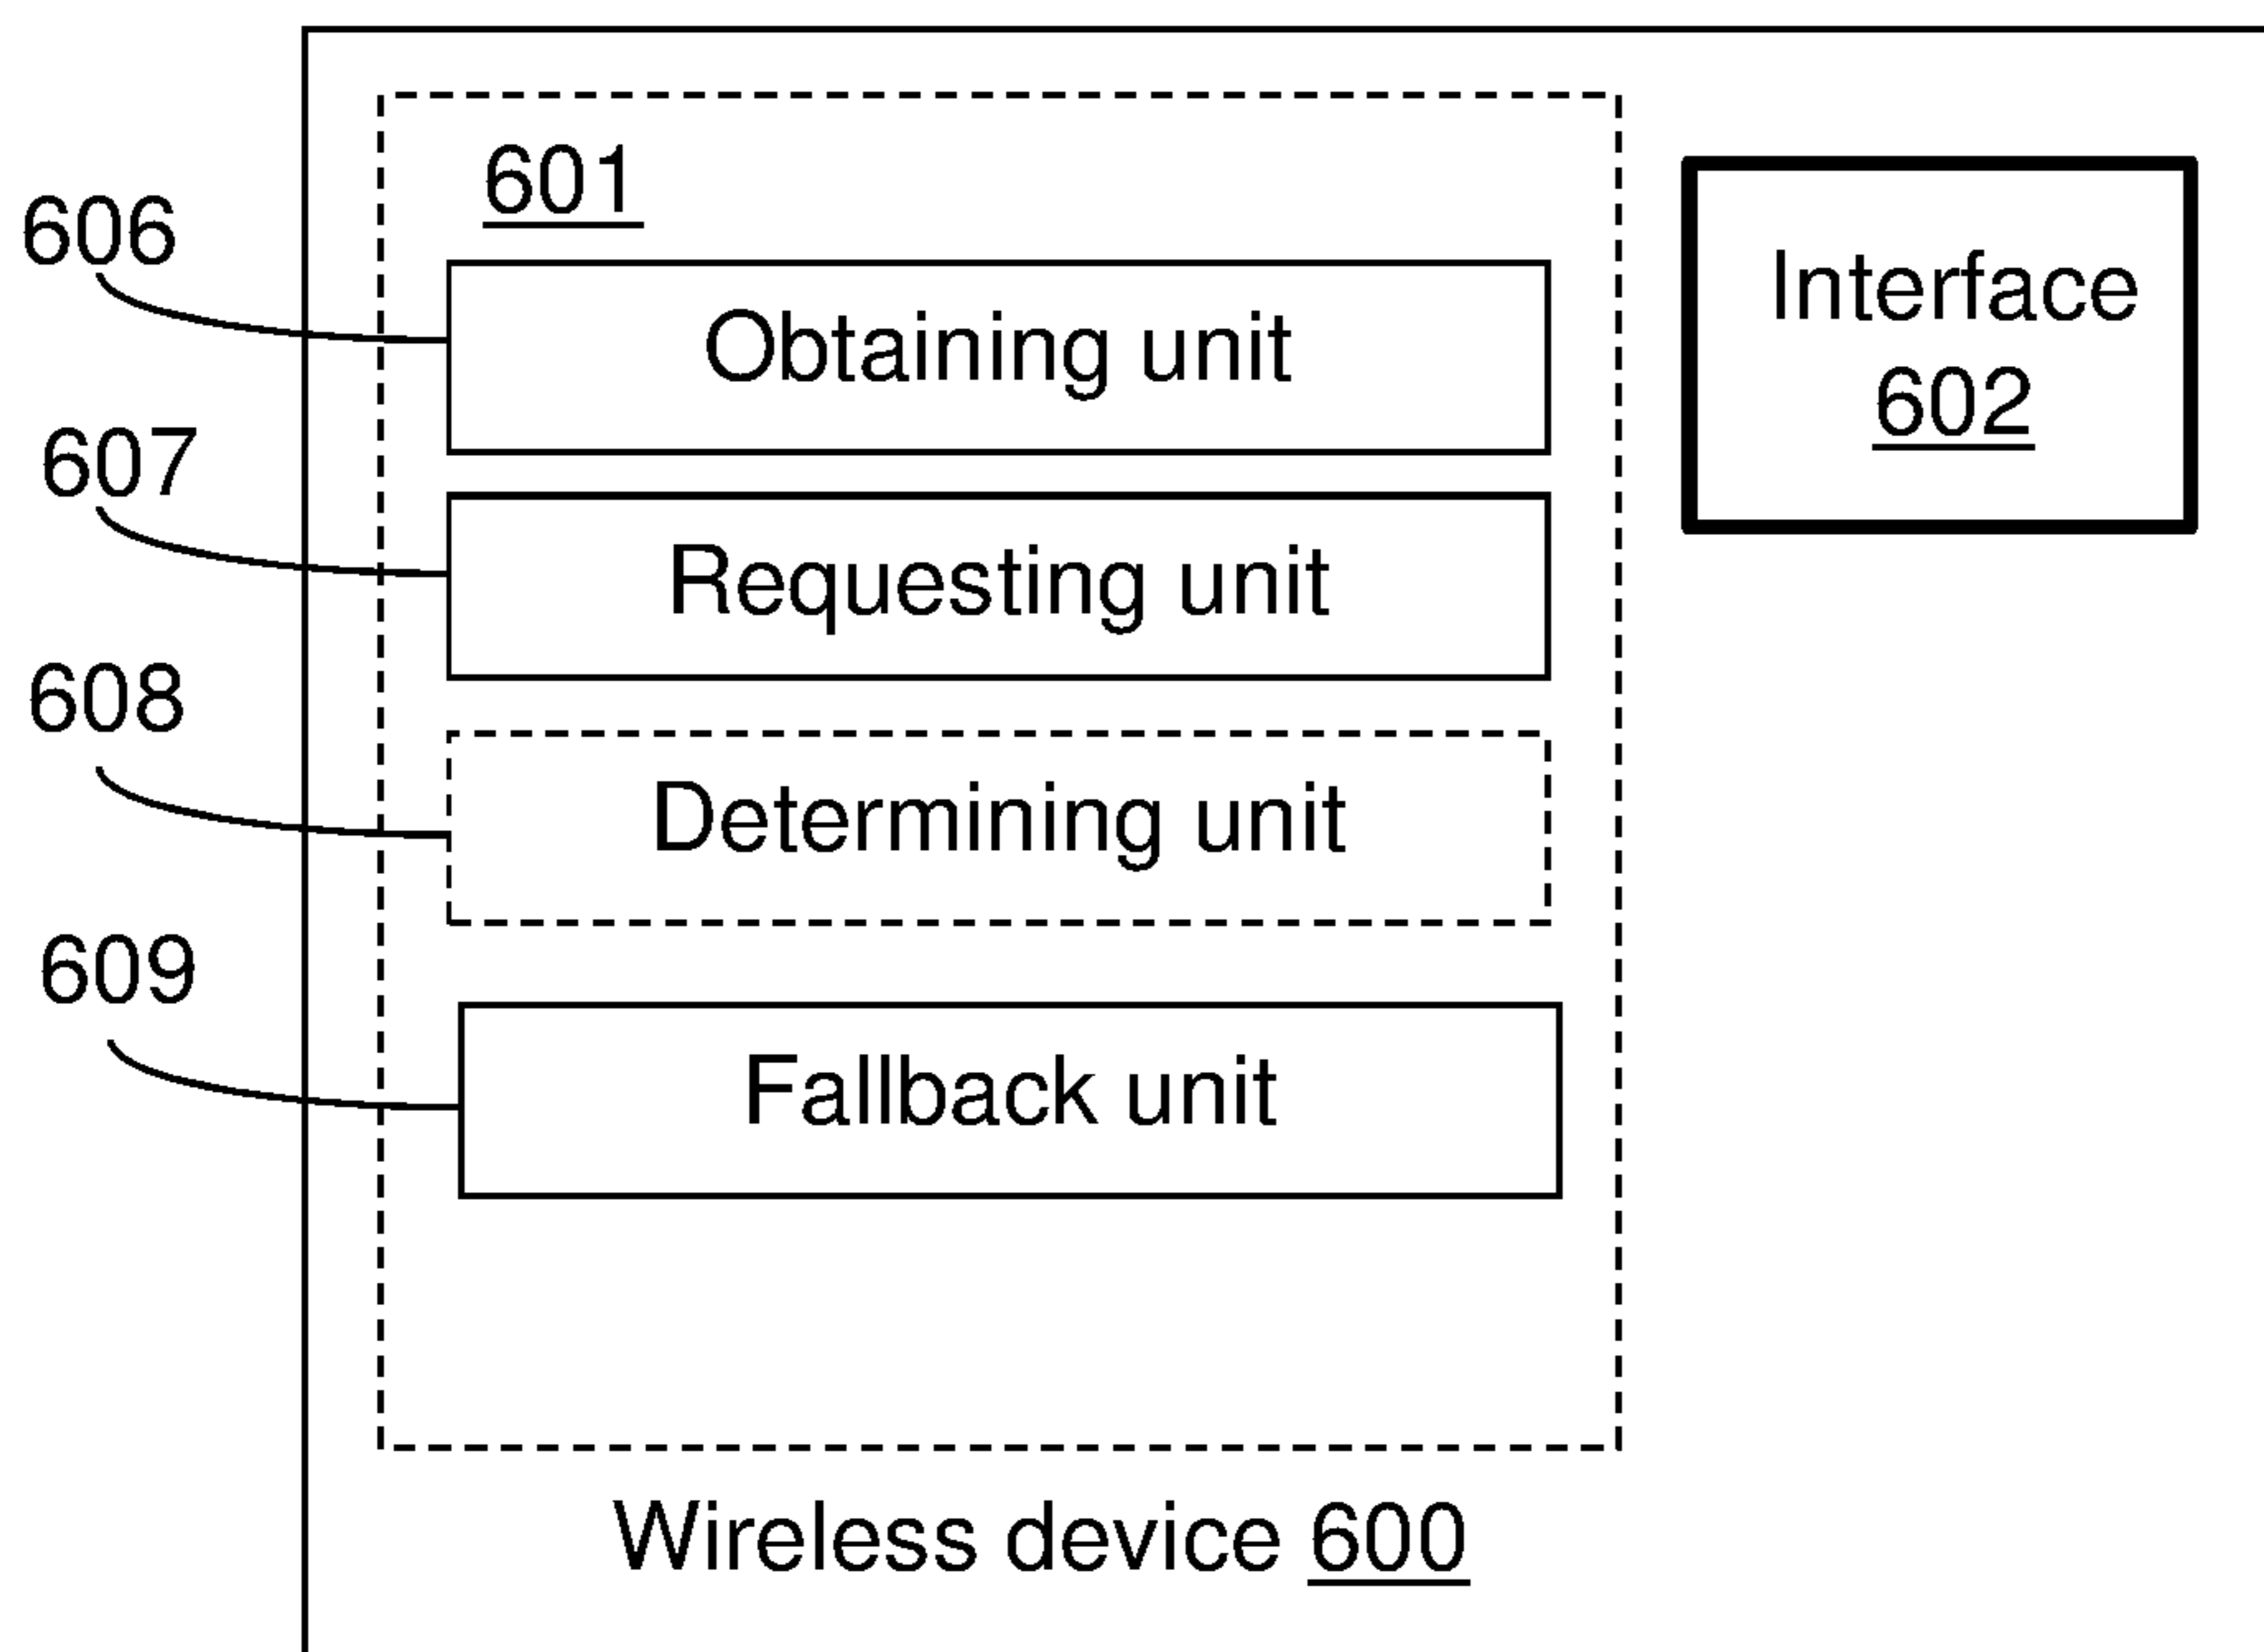 601
606
Obtaining unit
Interface
602
607
Requesting unit
608
Determining unit
609
Fallback unit
Wireless device 600